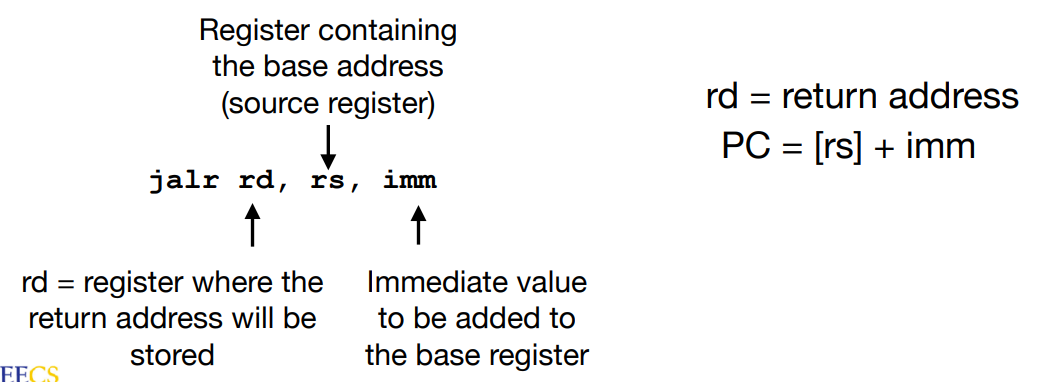 Register containing
the base address
(source register)
jalr rd, rs, imm
rd = register where the
return address will be
stored
Immediate value
to be added to
the base register
rd = return address
PC = [rs] + imm
EECS